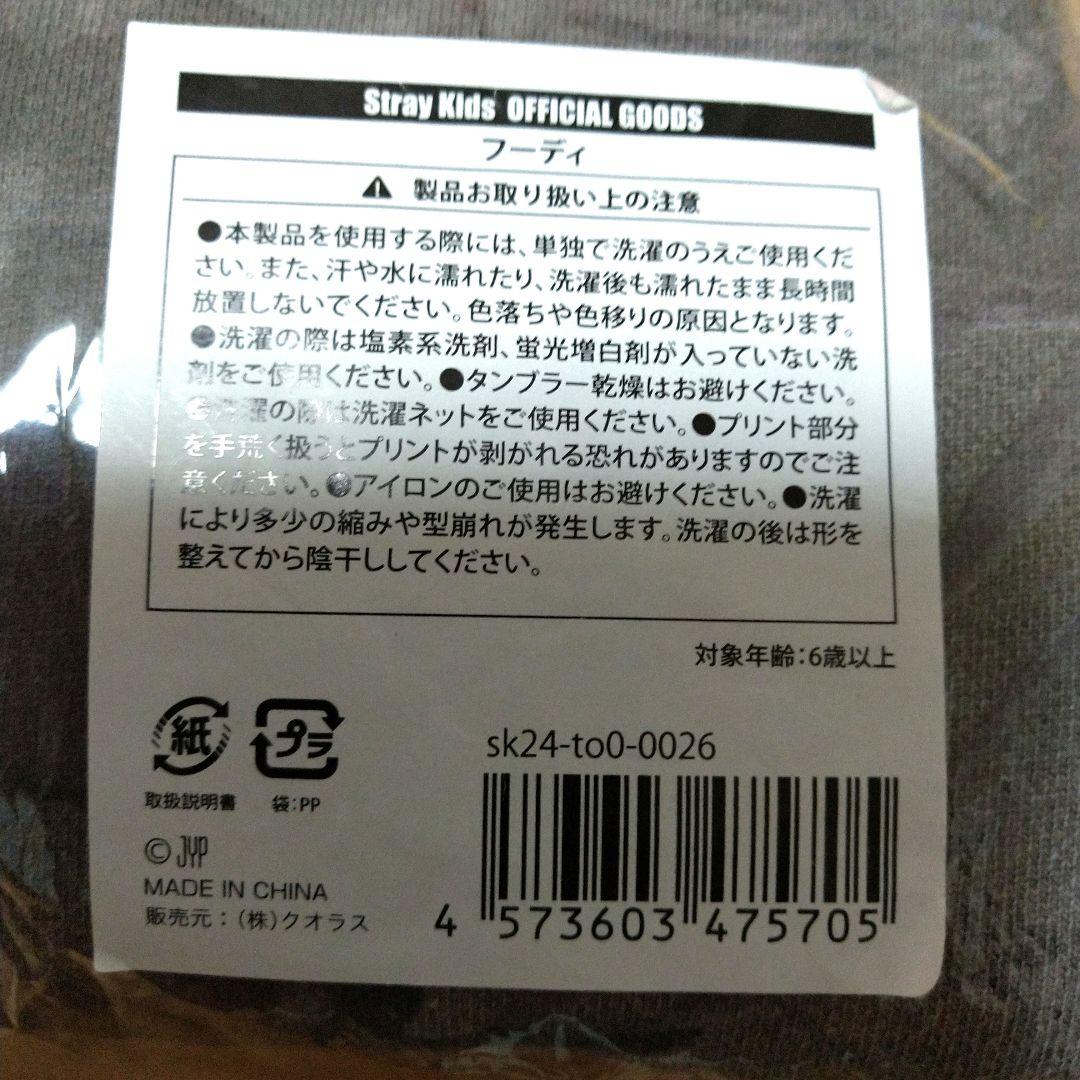 Stray Kids OFFICIAL GOODS
フーディ
⚠ 製品お取り扱い上の注意
●本製品を使用する際には、単独で洗濯のうえご使用くだ
さい。また、汗や水に濡れたり、洗濯後も濡れたまま長時間
放置しないでください。色落ちや色移りの原因となります。
●洗濯の際は塩素系洗剤、蛍光増白剤が入っていない洗
剤をご使用ください。●タンブラー乾燥はお避けください。
●洗濯の際は洗濯ネットをご使用ください。●プリント部分
を手荒く扱うとプリントが剥がれる恐れがありますのでご注
意ください。●アイロンのご使用はお避けください。●洗濯
により多少の縮みや型崩れが発生します。洗濯の後は形を
整えてから陰干ししてください。
対象年齢:6歳以上
紙 プラ
取扱説明書 袋:PP
sk24-to0-0026
© JYP
MADE IN CHINA
販売元：(株)クオラス
4 573603 475705